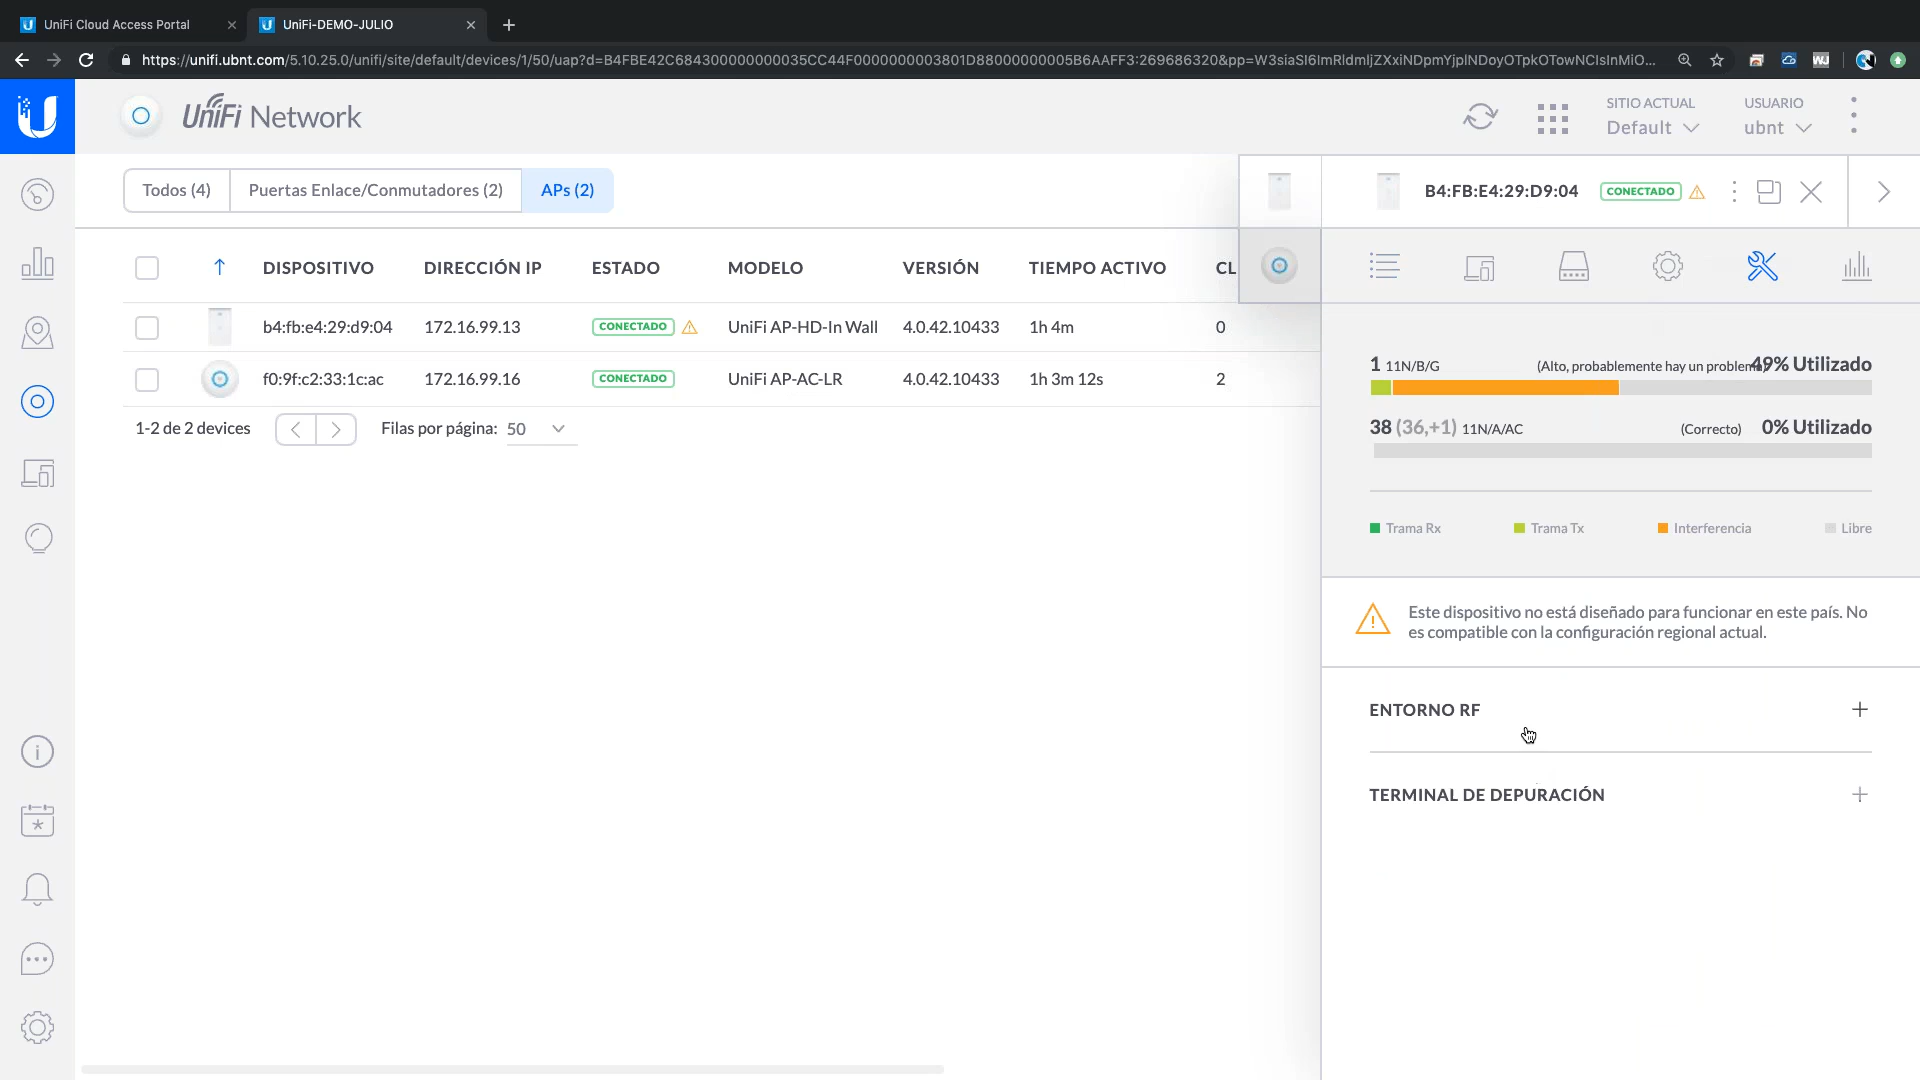 UniFi Cloud Access Portal
UniFi-DEMO-JULIO
https://unifi.ubnt.com/5.10.25.0/unifi/site/default/devices/1/50/uap?d=B4FBE42C684300000000035CC44F0000000003801D88000000005B6AAFF3:269686320&pp=W3siaSI6ImRldmljZXxiNDpmYjplNDoyOTpkOTowNCIsInMiO...
UniFi Network
SITIO ACTUAL
Default
USUARIO
ubnt
Todos (4)
Puertas Enlace/Conmutadores (2)
APs (2)
B4:FB:E4:29:D9:04
CONECTADO
DISPOSITIVO DIRECCIÓN IP ESTADO MODELO VERSIÓN TIEMPO ACTIVO CL
b4:fb:e4:29:d9:04 172.16.99.13 CONECTADO UniFi AP-HD-In Wall 4.0.42.10433 1h 4m 0
f0:9f:c2:33:1c:ac 172.16.99.16 CONECTADO UniFi AP-AC-LR 4.0.42.10433 1h 3m 12s 2
1-2 de 2 devices
Filas por página: 50
1 11N/B/G (Alto, probablemente hay un problema) 49% Utilizado
38 (36,+1) 11N/A/AC (Correcto) 0% Utilizado
Trama Rx
Trama Tx
Interferencia
Libre
Este dispositivo no está diseñado para funcionar en este país. No
es compatible con la configuración regional actual.
ENTORNO RF
TERMINAL DE DEPURACIÓN